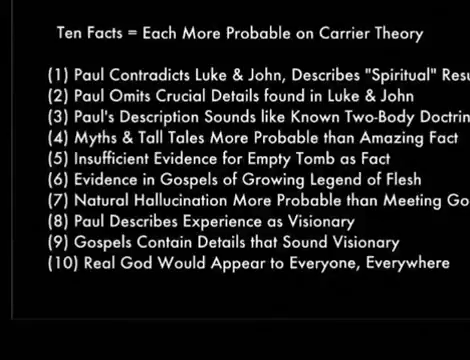 Ten Facts = Each More Probable on Carrier Theory
(1) Paul Contradicts Luke & John, Describes "Spiritual"
(2) Paul Omits Crucial Details found in Luke & John
(3) Paul's Description Sounds like Known Two-Body
(4) Myths & Tall Tales More Probable than Amazing Fact
(5) Insufficient Evidence for Empty Tomb as Fact
(6) Evidence in Gospels of Growing Legend of Flesh
(7) Natural Hallucination More Probable than Meeting
(8) Paul Describes Experience as Visionary
(9) Gospels Contain Details that Sound Visionary
(10) Real God Would Appear to Everyone, Everywhere